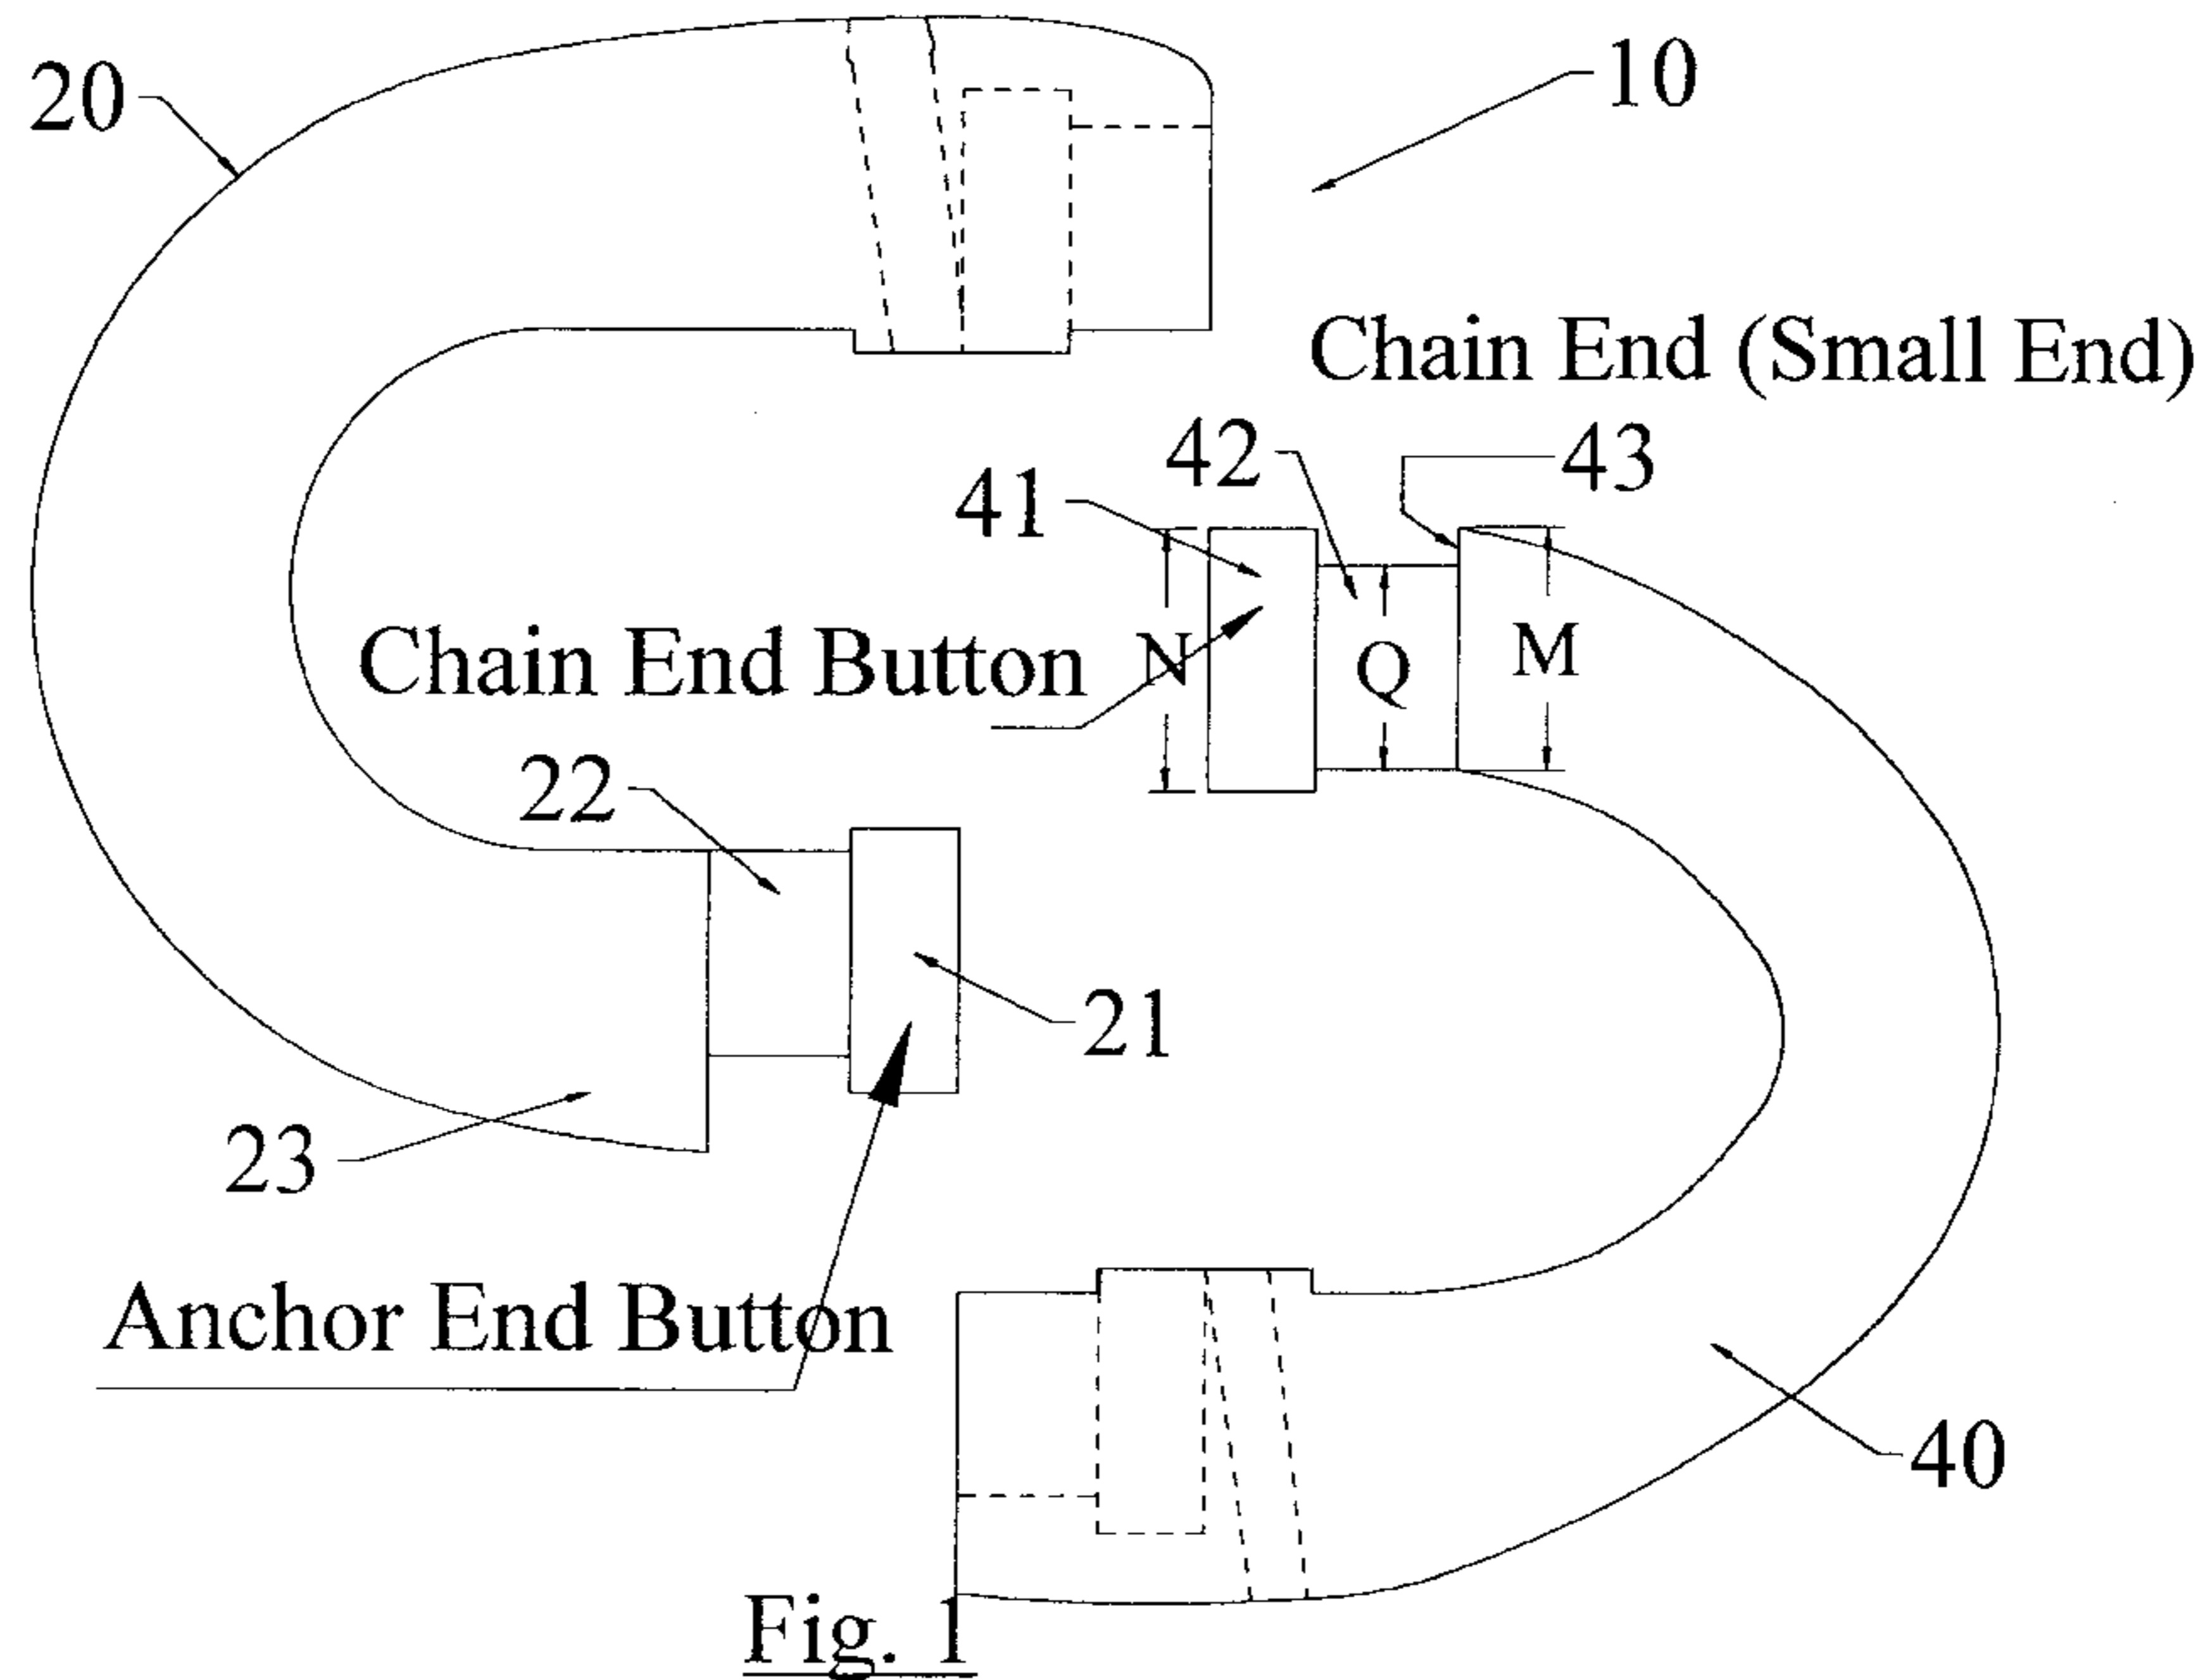 20
10
Chain End (Small End)
42
43
41
Chain End Button
N
Q
M
22
21
23
Anchor End Button
40
Fig. 1